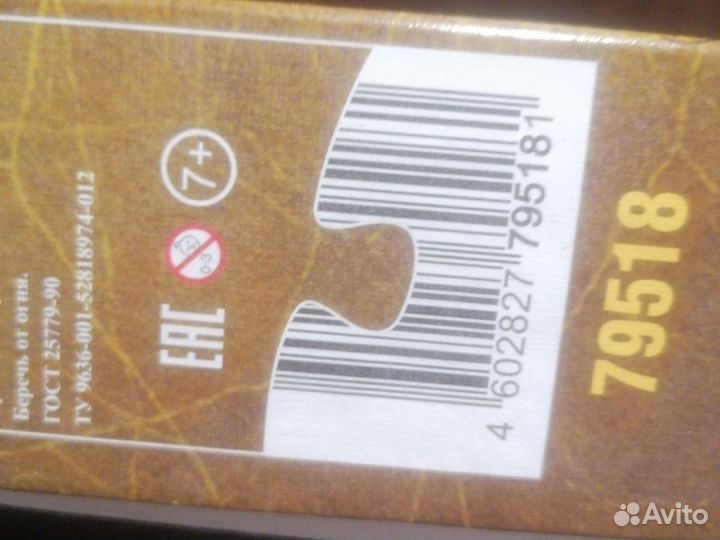 Беречь от огня.
ГОСТ 25779-90
ТУ 9636-001-52818974-012
EAC
0-3
7+
4 602827 795181
79518
Avito